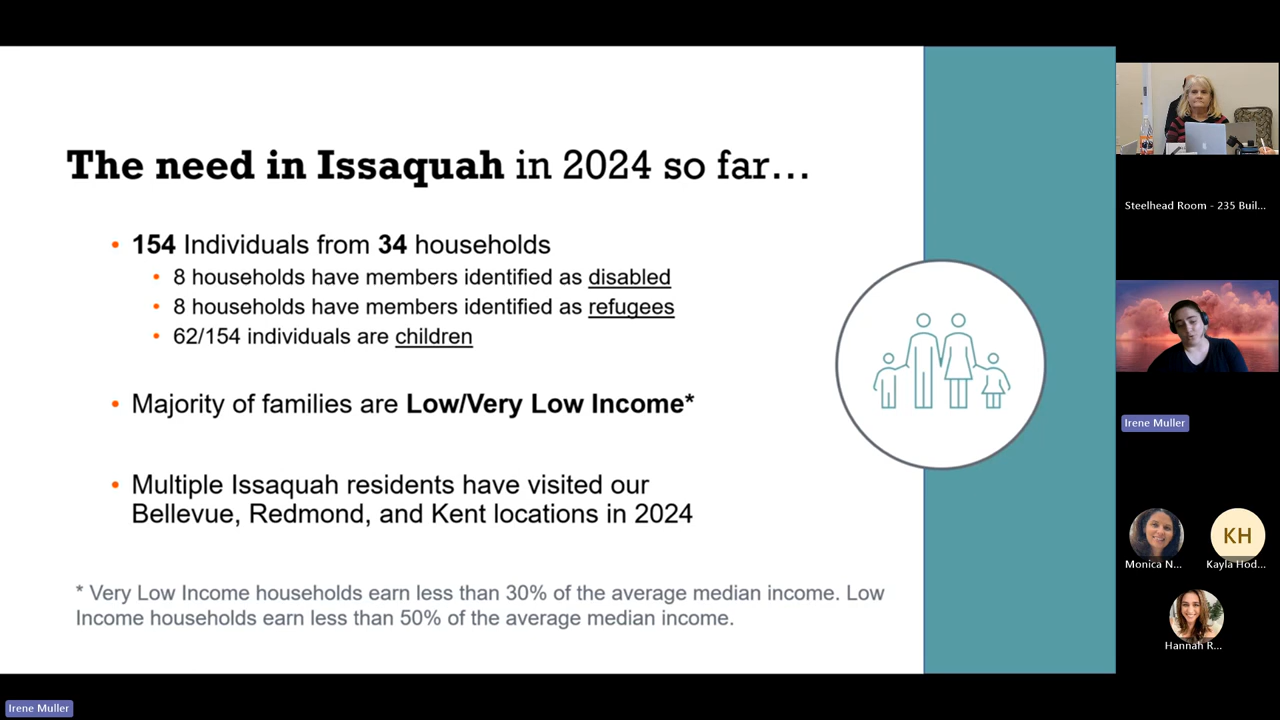 The need in Issaquah in 2024 so far...
• 154 Individuals from 34 households
• 8 households have members identified as disabled
• 8 households have members identified as refugees
• 62/154 individuals are children
• Majority of families are Low/Very Low Income*
• Multiple Issaquah residents have visited our
Bellevue, Redmond, and Kent locations in 2024
* Very Low Income households earn less than 30% of the average median income. Low
Income households earn less than 50% of the average median income.
Steelhead Room - 235 Buil...
Irene Muller
KH
Monica N...
Kayla Hod...
Hannah R...
Irene Muller